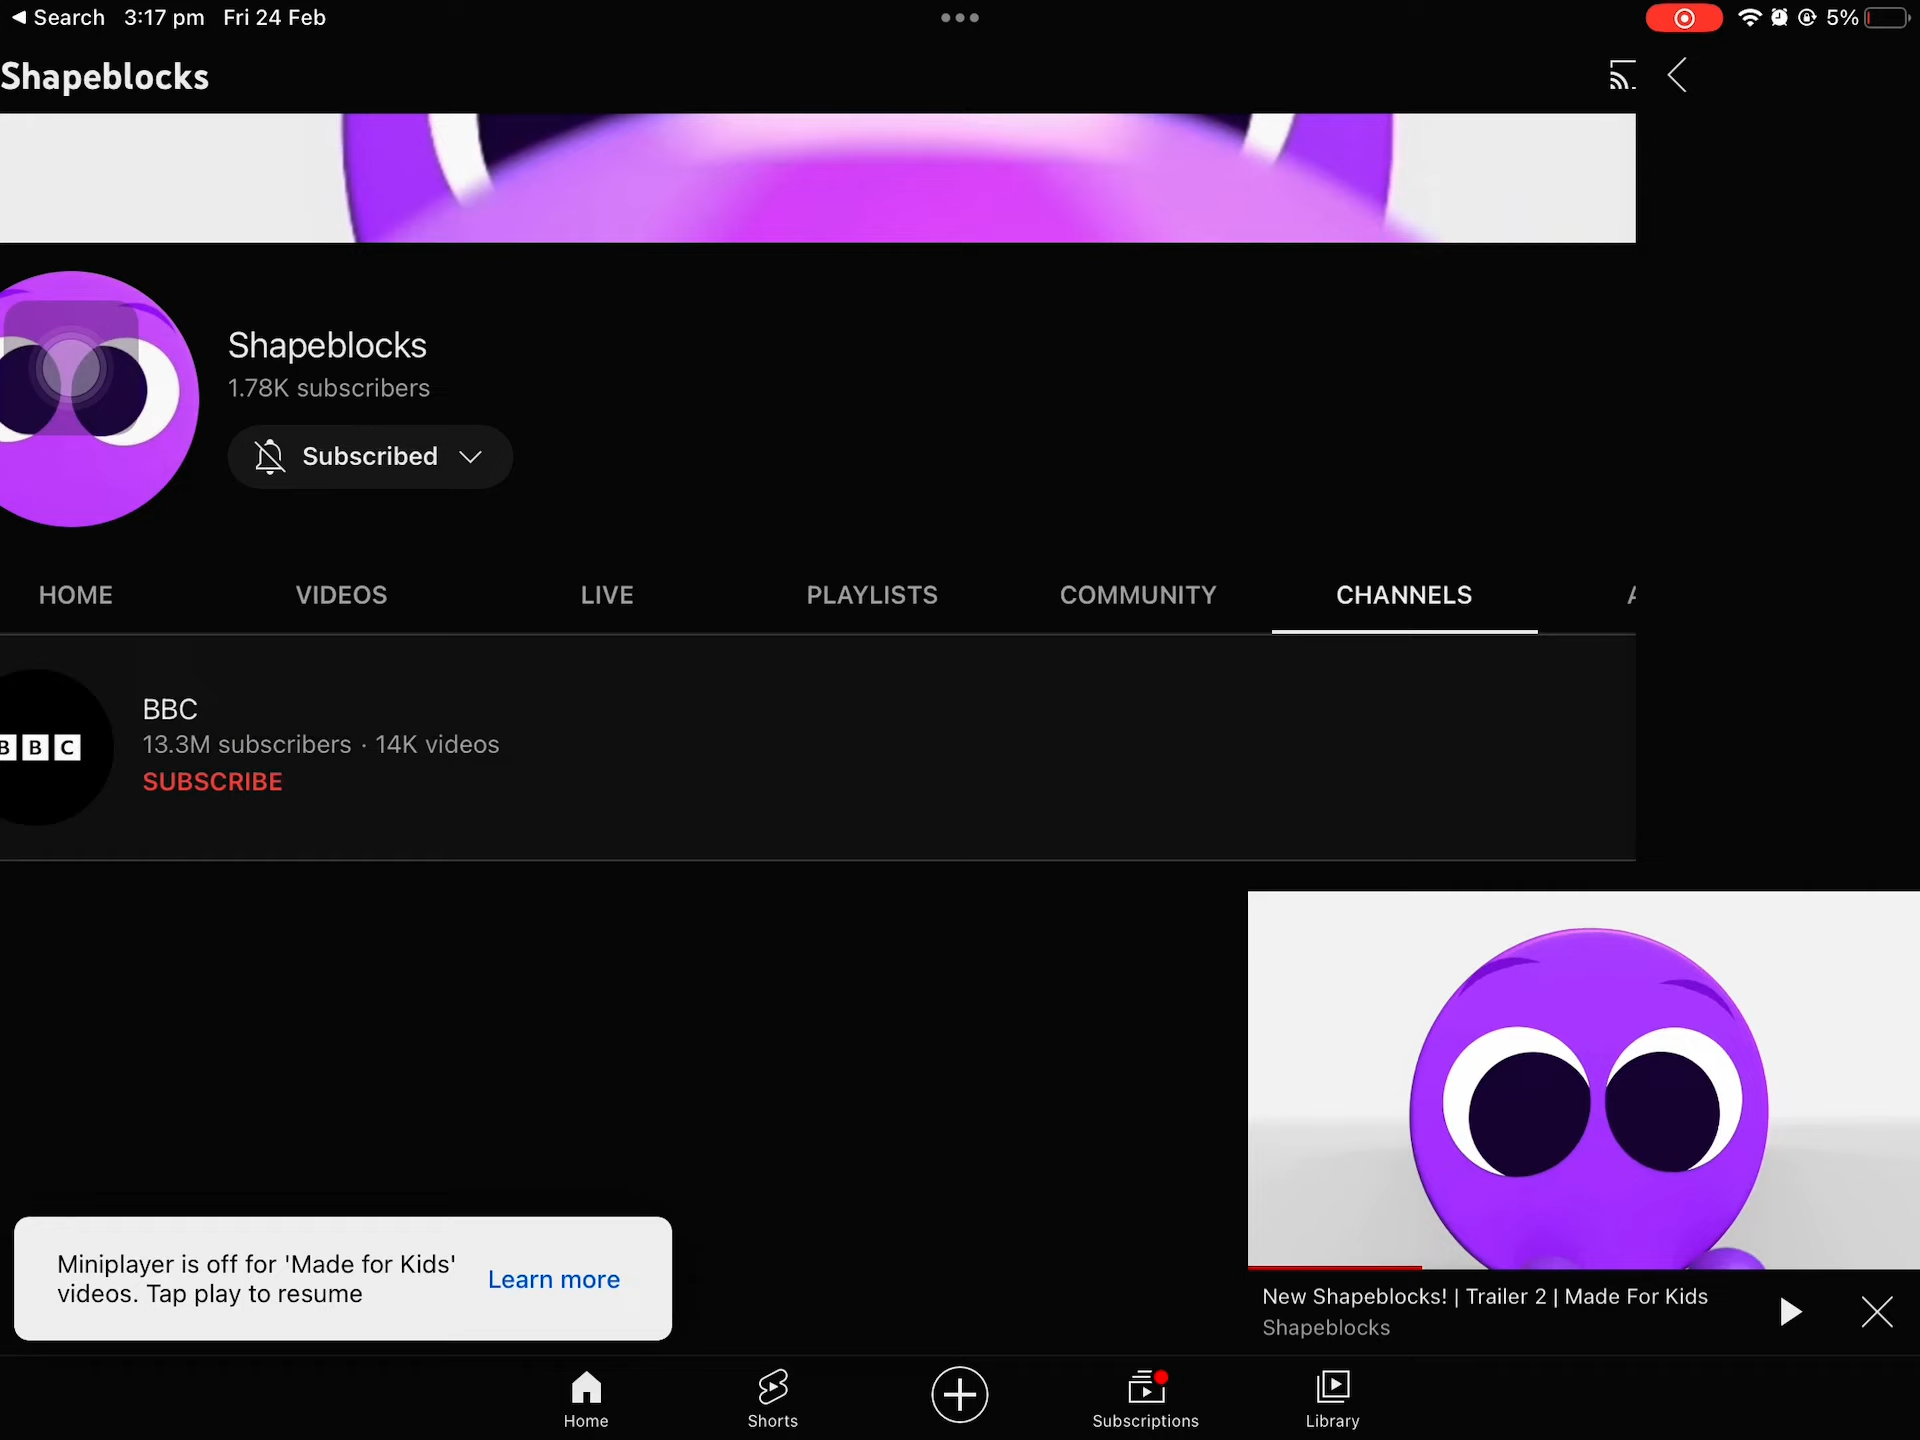 Search 3:17 pm Fri 24 Feb
5%
Shapeblocks
Shapeblocks
1.78K subscribers
Subscribed
HOME VIDEOS LIVE PLAYLISTS COMMUNITY CHANNELS
BBC
BBC
13.3M subscribers · 14K videos
SUBSCRIBE
Miniplayer is off for 'Made for Kids'
videos. Tap play to resume
Learn more
New Shapeblocks! | Trailer 2 | Made For Kids
Shapeblocks
Home Shorts Subscriptions Library